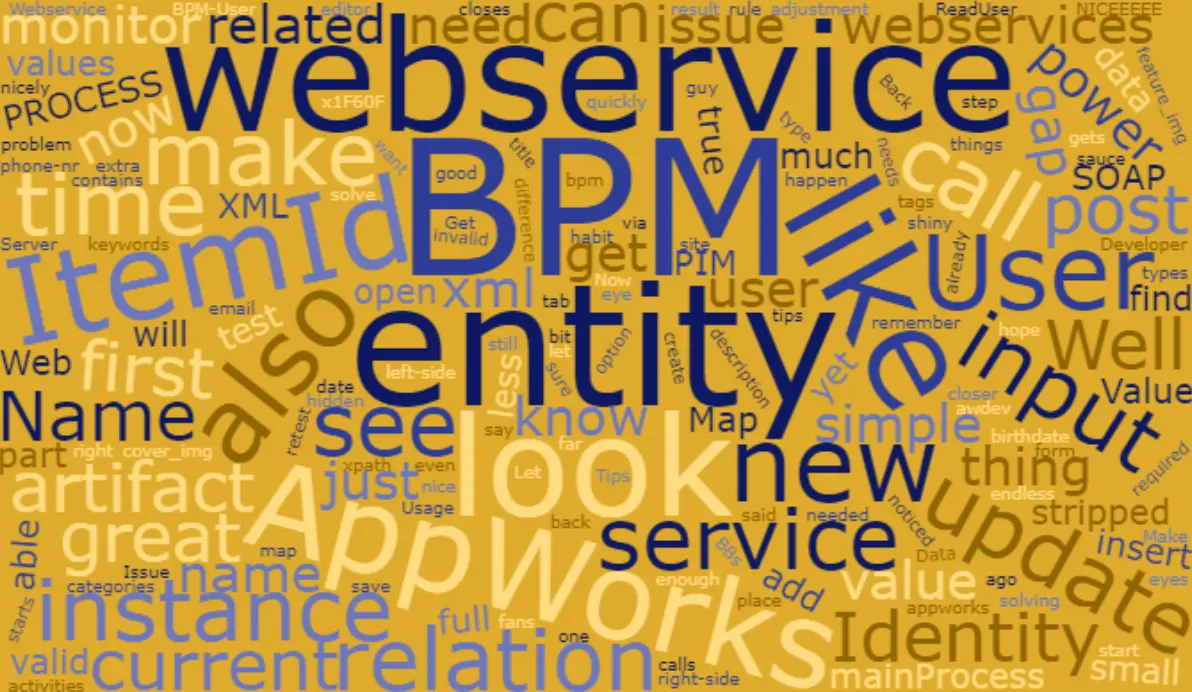 Webservice BPM-User editor closes result rule adjustment ReadUser NICEEEEE
monitor related need can issue webservices
values webservice power data feature_img
nicely PROCESS x1F60F quickly guy Back step gap
problem now make want title true type much needs things gets sauce
phone-nr extra BPM good bpm happen call SOAP
contains solve difference tags
time XML Get via like shiny post
Server keywords ItemId invalid habit get site PIM User already Developer
open xml Now user types
email eye tab tips find
will test also entity bit option create description remember input hope Well
Web first still let
left-side less sure yet closer Value
Name date hidden see know Map simple awdev
retest say far new birthdate
part right cover_img xpath even look thing form required
artifact just nice Let Tips endless
AppWorks Usage said needed noticed update stripped
great back service Make
able map BBs Data insert
Issue name enough add value ago eyes
categories save place appworks solving
starts instance full fans Identity
one start
valid current relation calls mainProcess small
activities right-side